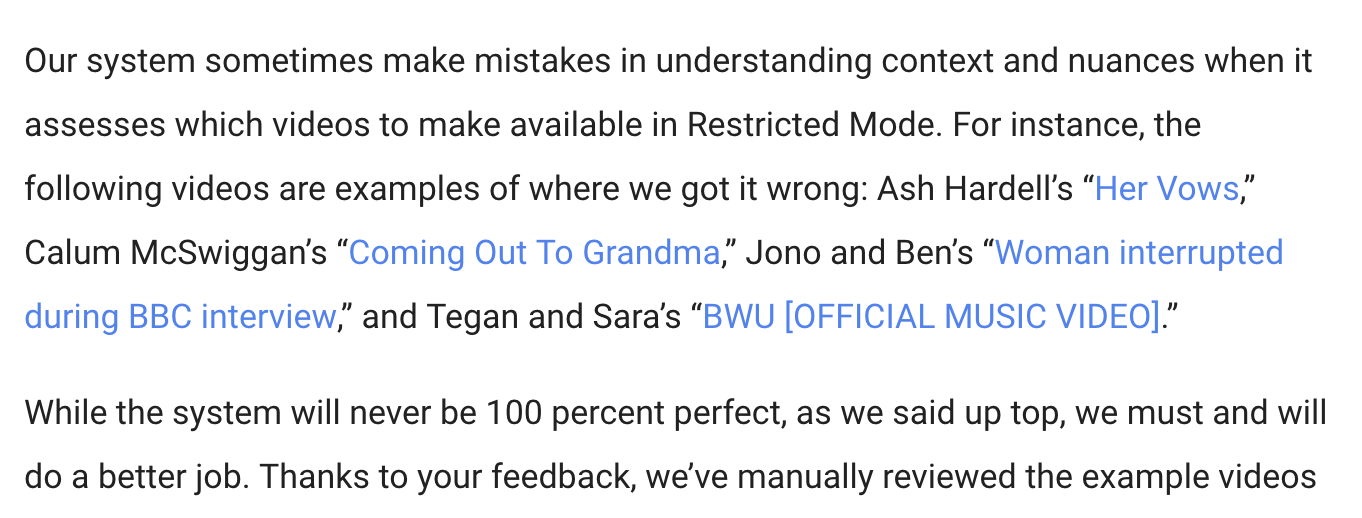 Our system sometimes make mistakes in understanding context and nuances when it
assesses which videos to make available in Restricted Mode. For instance, the
following videos are examples of where we got it wrong: Ash Hardell’s “Her Vows,”
Calum McSwiggan’s “Coming Out To Grandma,” Jono and Ben’s “Woman interrupted
during BBC interview,” and Tegan and Sara’s “BWU [OFFICIAL MUSIC VIDEO].”
While the system will never be 100 percent perfect, as we said up top, we must and will
do a better job. Thanks to your feedback, we’ve manually reviewed the example videos